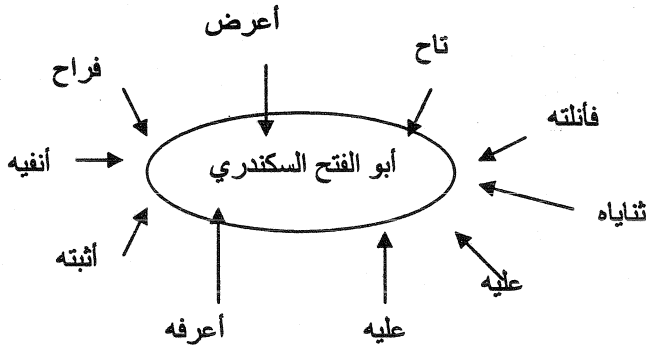 أعرض
تاح
فراح
فأنلته
أبو الفتح السكندري
أنفيه
ثناياه
أثبته
عليه
أعرفه
عليه